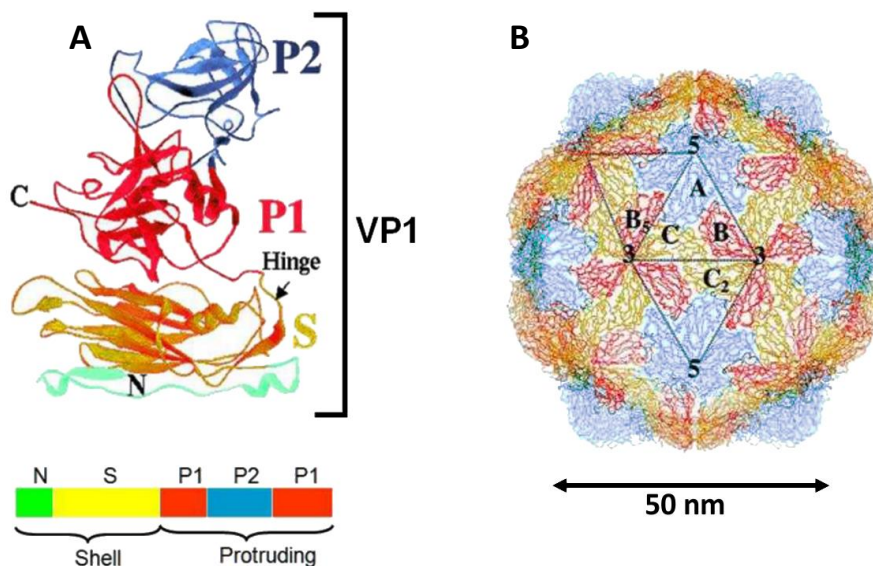 A
P2
C
P1
Hinge
S
N
VP1
N S P1 P2 P1
Shell Protruding
B
5
A
B5 C B
3 3
C2
5
50 nm